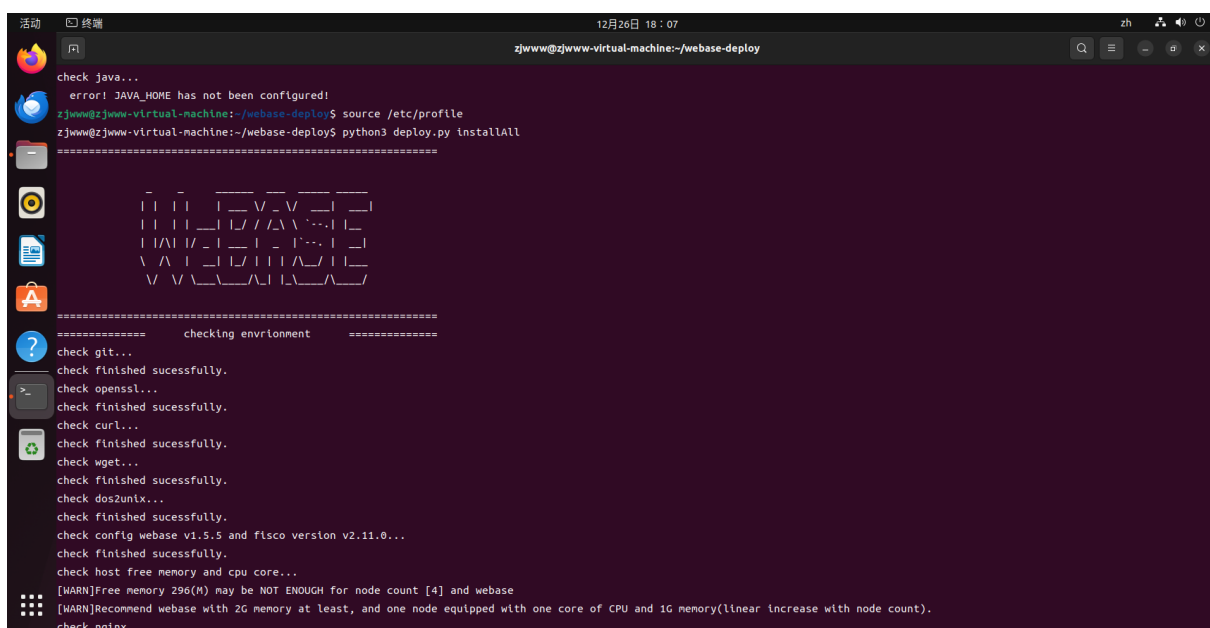 活动 终端 12月26日 18：07 zh
zjwww@zjwww-virtual-machine:~/webase-deploy
check java...
error! JAVA_HOME has not been configured!
zjwww@zjwww-virtual-machine:~/webase-deploy$ source /etc/profile
zjwww@zjwww-virtual-machine:~/webase-deploy$ python3 deploy.py installAll
============================================================
WeBASE
============================================================
============== checking envrionment ==============
check git...
check finished sucessfully.
check openssl...
check finished sucessfully.
check curl...
check finished sucessfully.
check wget...
check finished sucessfully.
check dos2unix...
check finished sucessfully.
check config webase v1.5.5 and fisco version v2.11.0...
check finished sucessfully.
check host free memory and cpu core...
[WARN]Free memory 296(M) may be NOT ENOUGH for node count [4] and webase
[WARN]Recommend webase with 2G memory at least, and one node equipped with one core of CPU and 1G memory(linear increase with node count).
check nginx